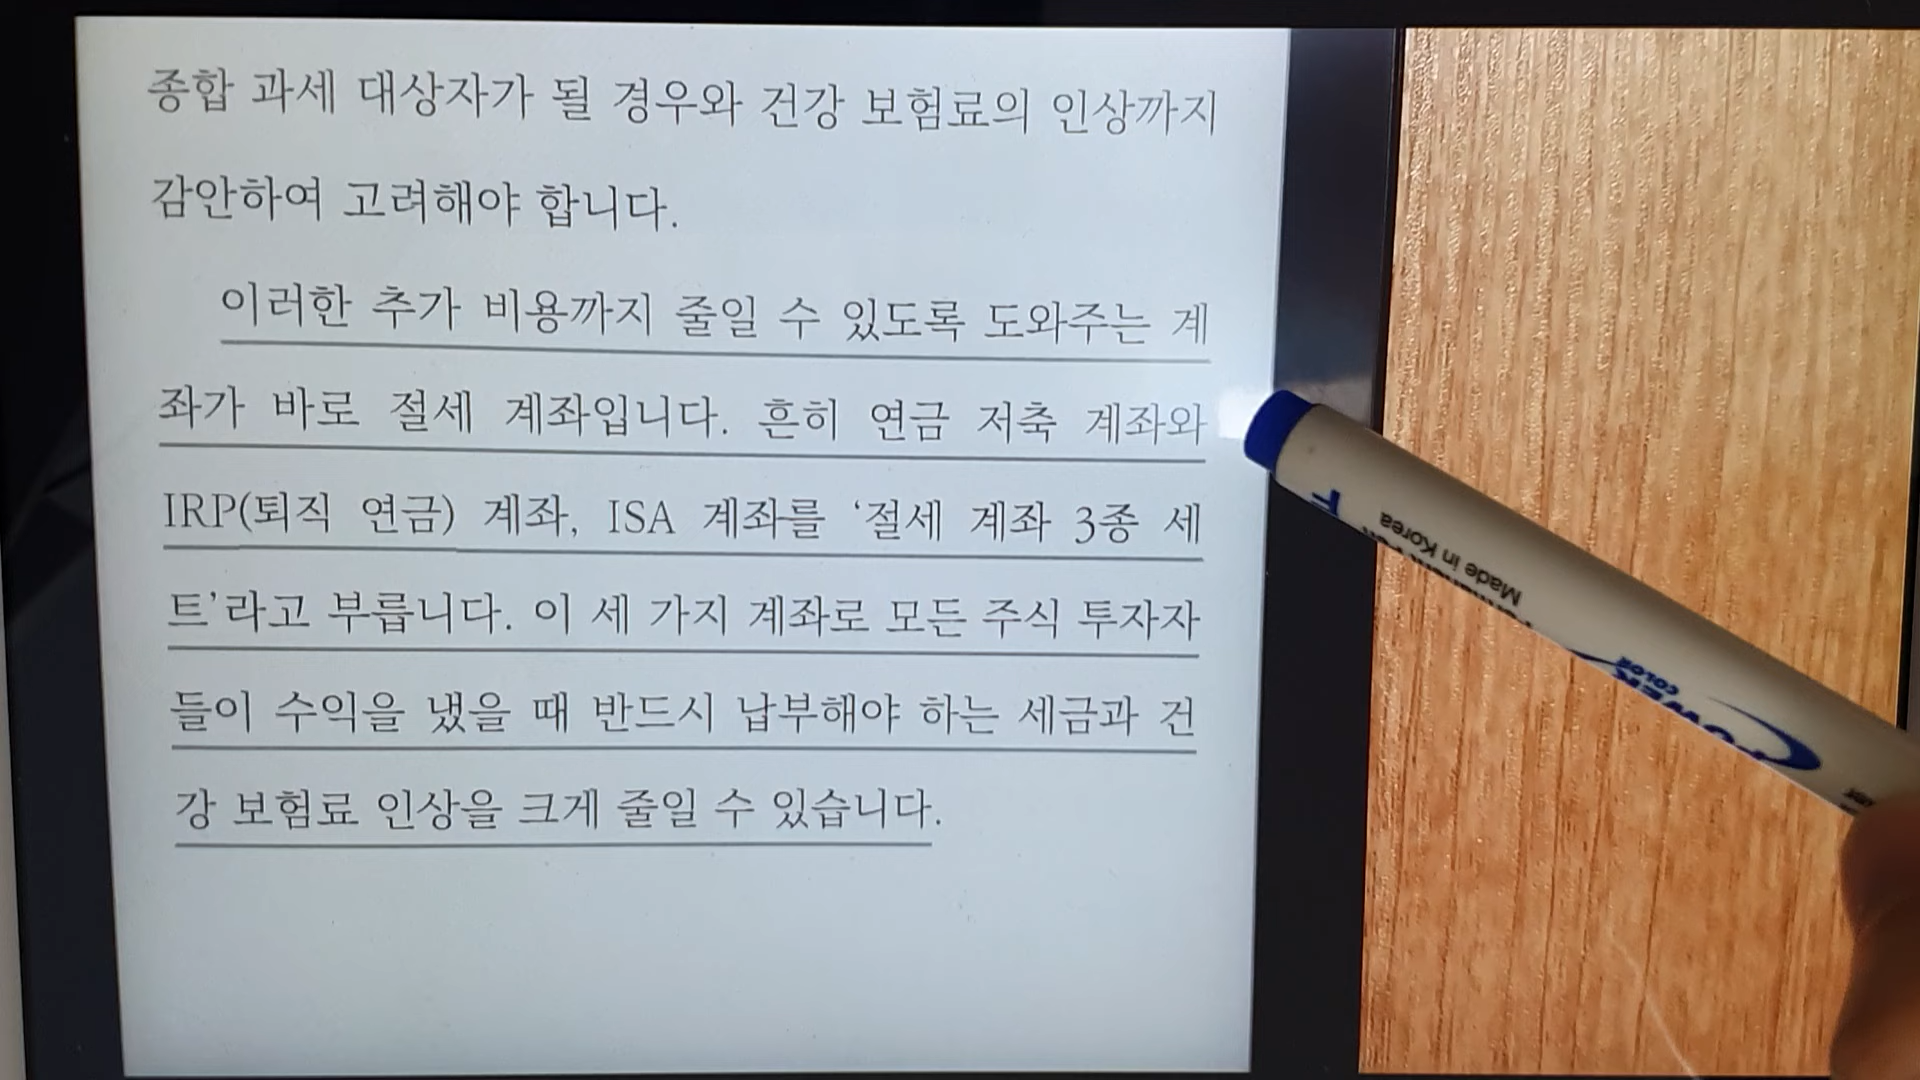 종합 과세 대상자가 될 경우와 건강 보험료의 인상까지
감안하여 고려해야 합니다.
이러한 추가 비용까지 줄일 수 있도록 도와주는 계
좌가 바로 절세 계좌입니다. 흔히 연금 저축 계좌와
IRP(퇴직 연금) 계좌, ISA 계좌를 ‘절세 계좌 3종 세
트’라고 부릅니다. 이 세 가지 계좌로 모든 주식 투자자
들이 수익을 냈을 때 반드시 납부해야 하는 세금과 건
강 보험료 인상을 크게 줄일 수 있습니다.
F
Made in Korea
COLOR